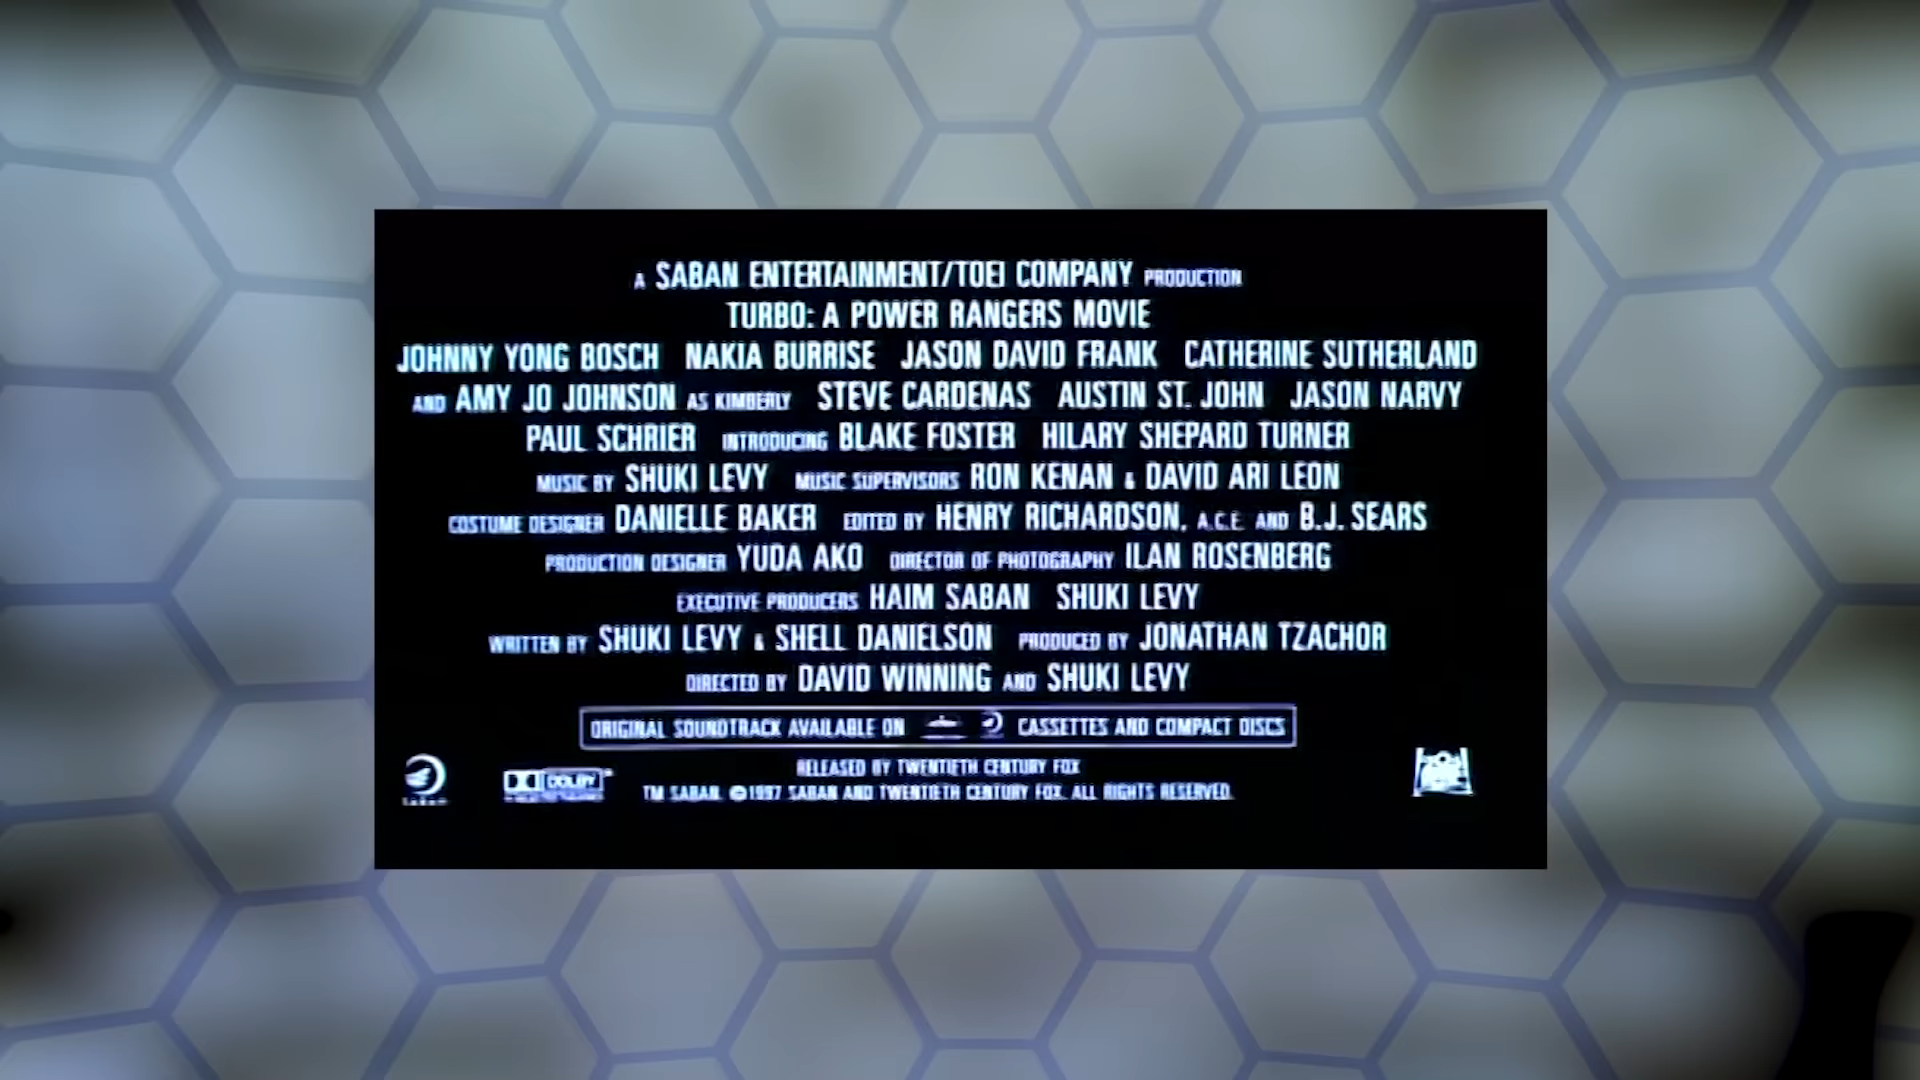 A SABAN ENTERTAINMENT/TOEI COMPANY PRODUCTION
TURBO: A POWER RANGERS MOVIE
JOHNNY YONG BOSCH NAKIA BURRISE JASON DAVID FRANK CATHERINE SUTHERLAND
AND AMY JO JOHNSON AS KIMBERLY STEVE CARDENAS AUSTIN ST. JOHN JASON NARVY
PAUL SCHRIER INTRODUCING BLAKE FOSTER HILARY SHEPARD TURNER
MUSIC BY SHUKI LEVY MUSIC SUPERVISORS RON KENAN & DAVID ARI LEON
COSTUME DESIGNER DANIELLE BAKER EDITED BY HENRY RICHARDSON, A.C.E. AND B.J. SEARS
PRODUCTION DESIGNER YUDA AKO DIRECTOR OF PHOTOGRAPHY ILAN ROSENBERG
EXECUTIVE PRODUCERS HAIM SABAN SHUKI LEVY
WRITTEN BY SHUKI LEVY & SHELL DANIELSON PRODUCED BY JONATHAN TZACHOR
DIRECTED BY DAVID WINNING AND SHUKI LEVY
ORIGINAL SOUNDTRACK AVAILABLE ON CASSETTES AND COMPACT DISCS
RELEASED BY TWENTIETH CENTURY FOX
Saban DOLBY TM SABAN. ©1997 SABAN AND TWENTIETH CENTURY FOX. ALL RIGHTS RESERVED.